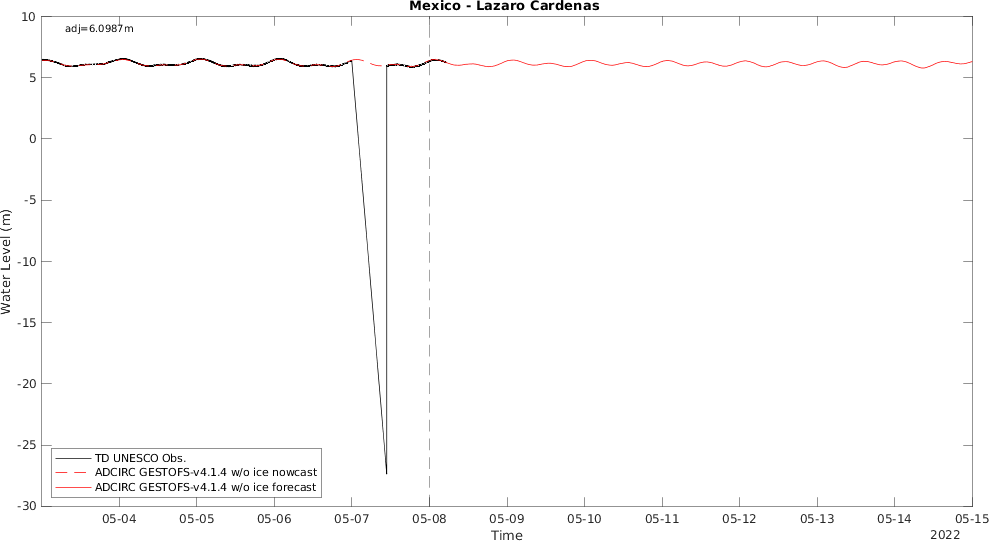 Mexico - Lazaro Cardenas
adj=6.0987m
10
5
0
-5
-10
-15
-20
-25
-30
Water Level (m)
TD UNESCO Obs.
ADCIRC GESTOFS-v4.1.4 w/o ice nowcast
ADCIRC GESTOFS-v4.1.4 w/o ice forecast
05-04 05-05 05-06 05-07 05-08 05-09 05-10 05-11 05-12 05-13 05-14 05-15
Time
2022